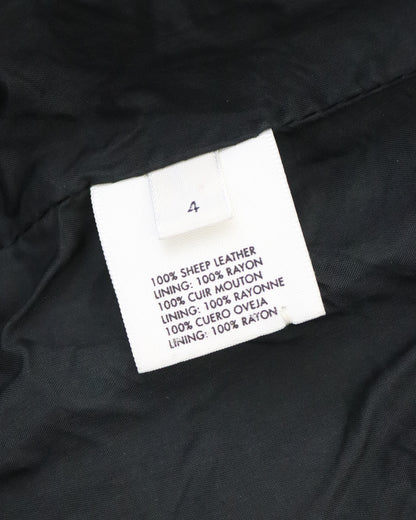 4
100% SHEEP LEATHER
LINING: 100% RAYON
100% CUIR MOUTON
LINING: 100% RAYONNE
100% CUERO OVEJA
LINING: 100% RAYON